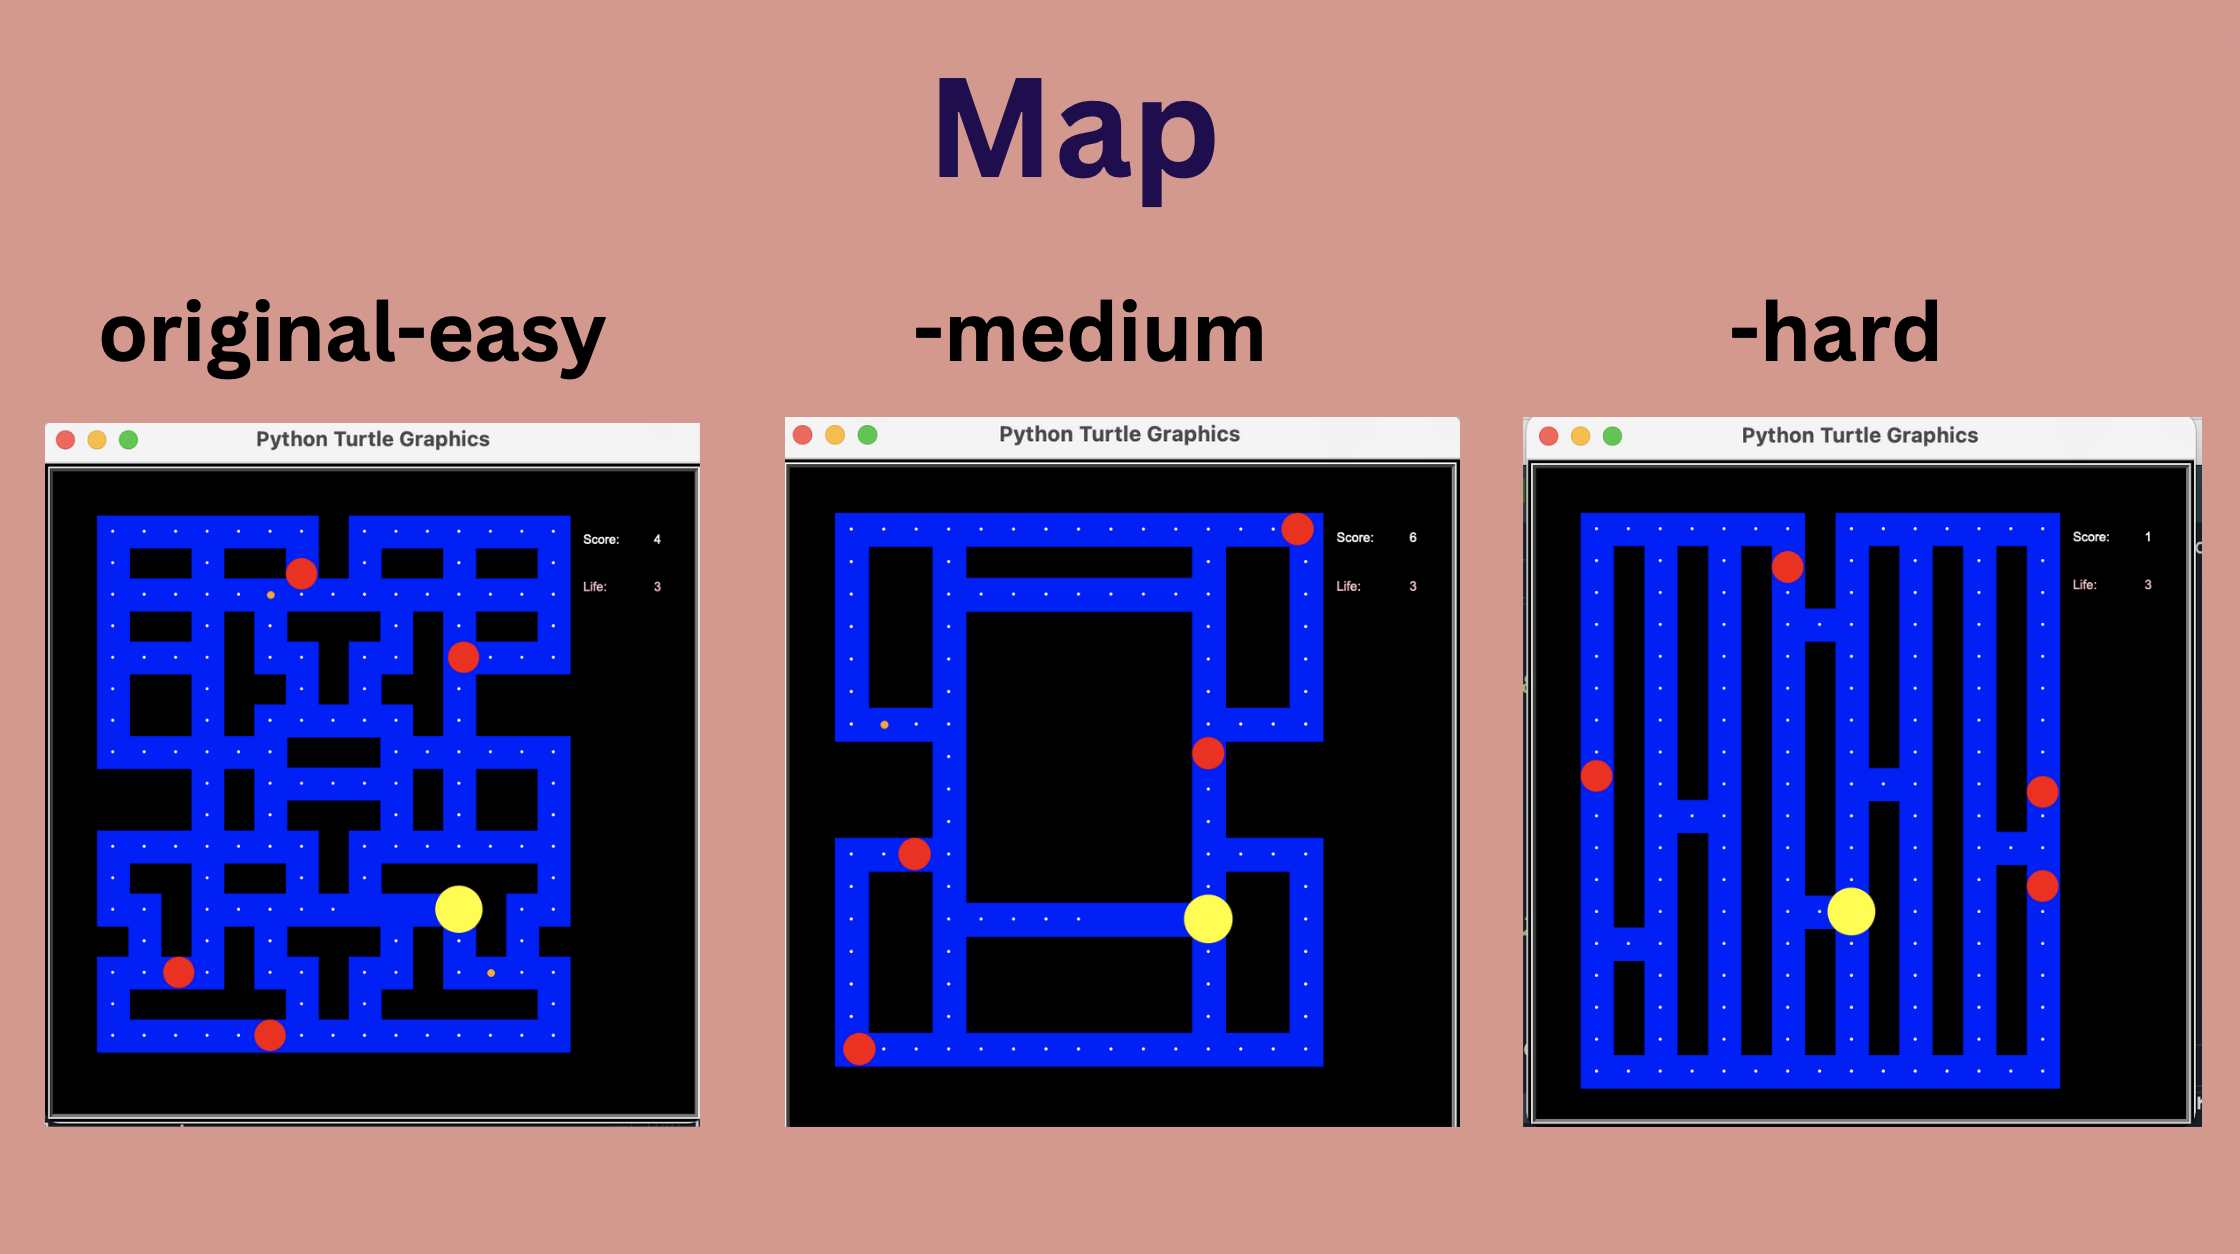 Map
original-easy
-medium
-hard
Python Turtle Graphics
Score: 4
Life: 3
Python Turtle Graphics
Score: 6
Life: 3
Python Turtle Graphics
Score: 1
Life: 3